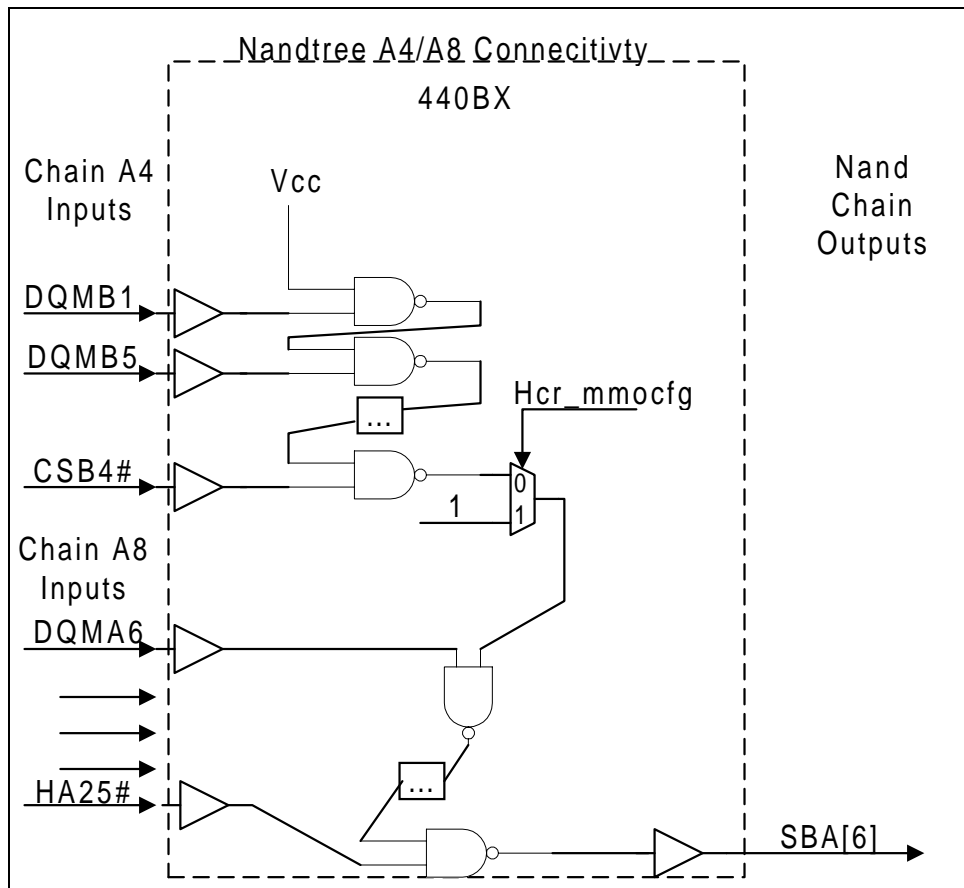 Nandtree A4/A8 Connecitivty
440BX
Chain A4
Inputs
Vcc
Nand
Chain
Outputs
DQMB1
DQMB5
...
Hcr_mmocfg
CSB4#
0
1
1
Chain A8
Inputs
DQMA6
...
HA25#
SBA[6]